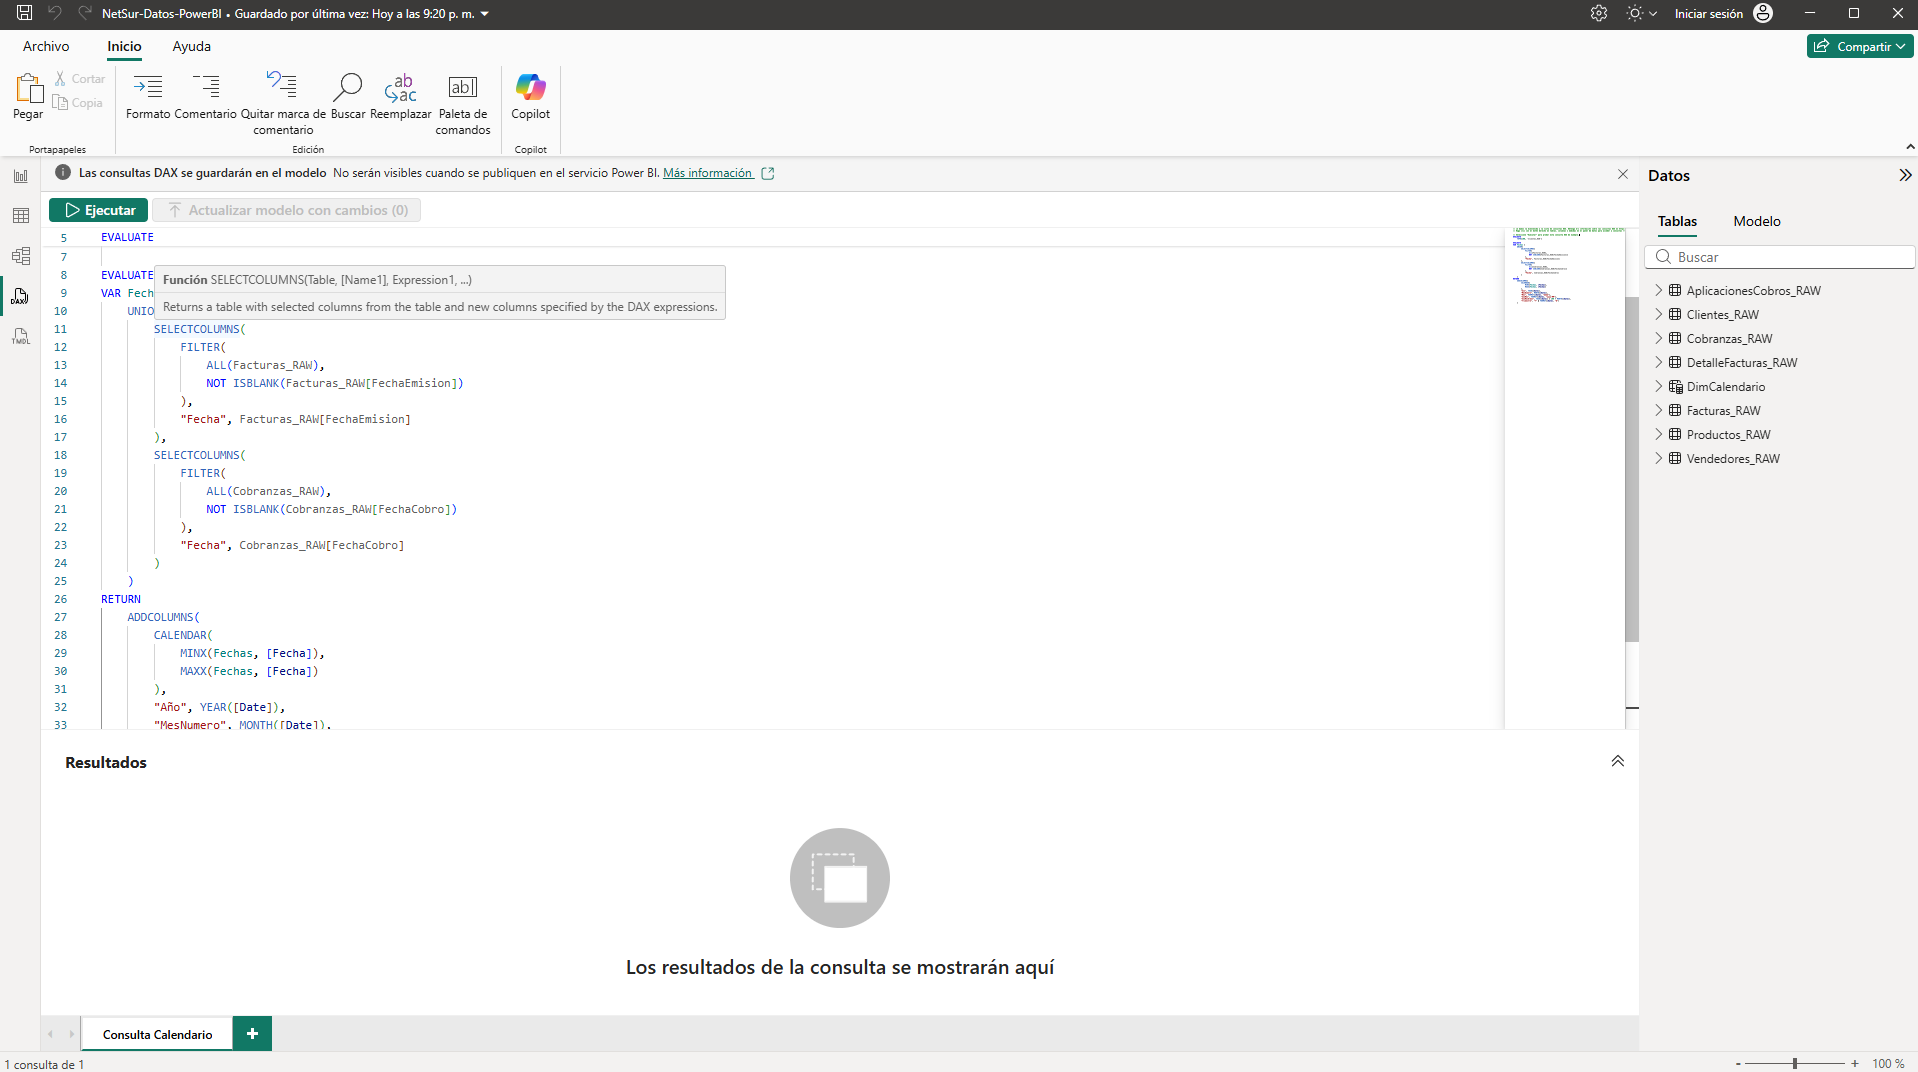 NetSur-Datos-PowerBI • Guardado por última vez: Hoy a las 9:20 p. m.
Iniciar sesión
Archivo
Inicio
Ayuda
Compartir
Pegar
Cortar
Copia
Portapapeles
Formato
Comentario
Quitar marca de comentario
Buscar
Reemplazar
Paleta de comandos
Edición
Copilot
Copilot
Las consultas DAX se guardarán en el modelo No serán visibles cuando se publiquen en el servicio Power BI. Más información
Ejecutar
Actualizar modelo con cambios (0)
5 EVALUATE
7
8 EVALUATE
9 VAR Fech
10 UNIO
Función SELECTCOLUMNS(Table, [Name1], Expression1, ...)
Returns a table with selected columns from the table and new columns specified by the DAX expressions.
11 SELECTCOLUMNS(
12 FILTER(
13 ALL(Facturas_RAW),
14 NOT ISBLANK(Facturas_RAW[FechaEmision])
15 ),
16 "Fecha", Facturas_RAW[FechaEmision]
17 ),
18 SELECTCOLUMNS(
19 FILTER(
20 ALL(Cobranzas_RAW),
21 NOT ISBLANK(Cobranzas_RAW[FechaCobro])
22 ),
23 "Fecha", Cobranzas_RAW[FechaCobro]
24 )
25 )
26 RETURN
27 ADDCOLUMNS(
28 CALENDAR(
29 MINX(Fechas, [Fecha]),
30 MAXX(Fechas, [Fecha])
31 ),
32 "Año", YEAR([Date]),
33 "MesNumero", MONTH([Date]),
DAX
TMDL
Resultados
Los resultados de la consulta se mostrarán aquí
Consulta Calendario
+
1 consulta de 1
Datos
Tablas
Modelo
Buscar
AplicacionesCobros_RAW
Clientes_RAW
Cobranzas_RAW
DetalleFacturas_RAW
DimCalendario
Facturas_RAW
Productos_RAW
Vendedores_RAW
- + 100 %